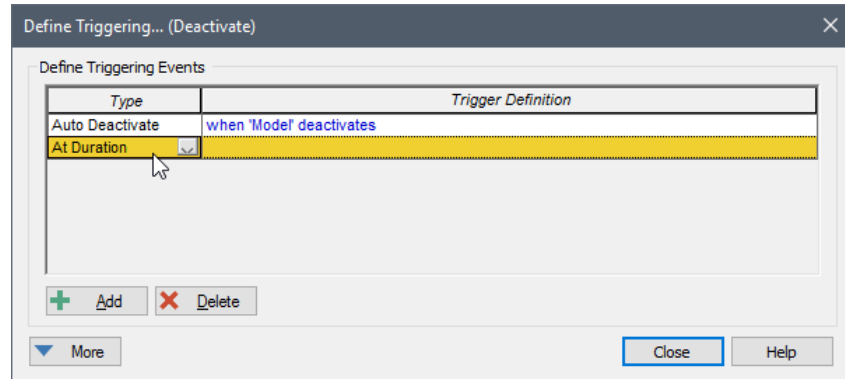 Define Triggering... (Deactivate)
Define Triggering Events
Type Trigger Definition
Auto Deactivate when 'Model' deactivates
At Duration
Add Delete
More Close Help